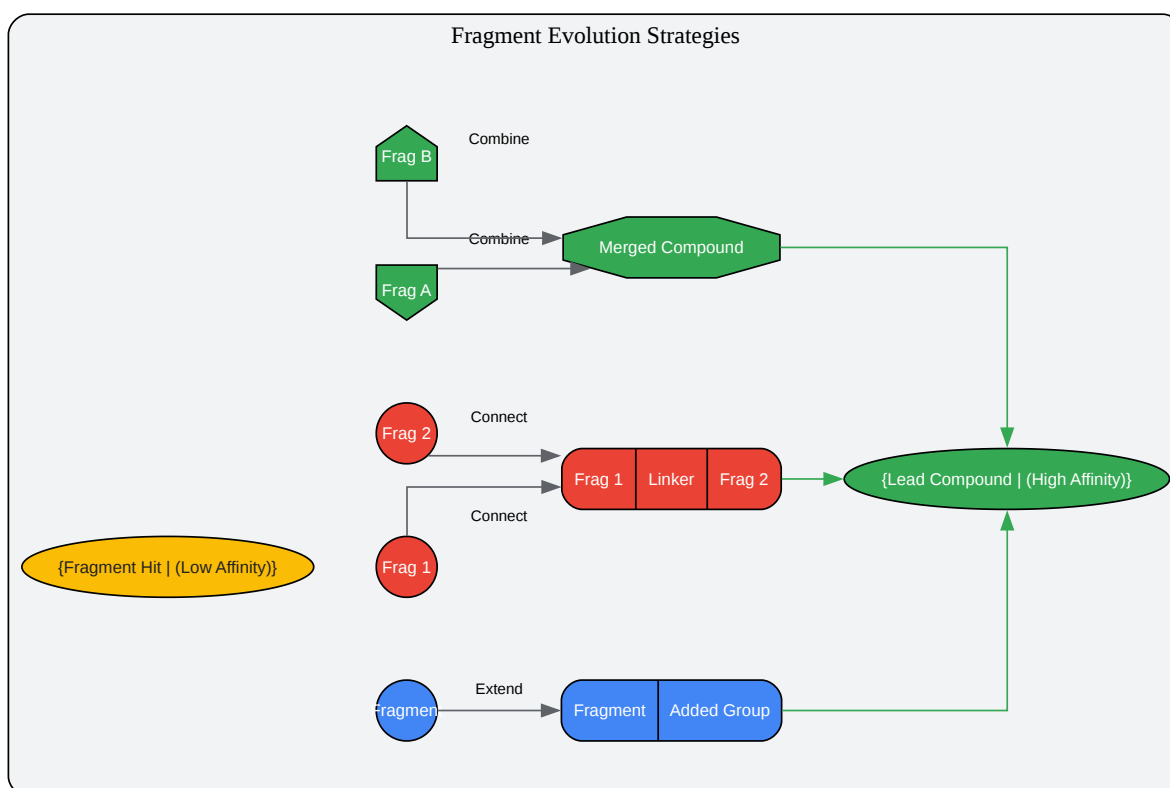 Fragment Evolution Strategies
Combine
Frag B
Combine
Merged Compound
Frag A
Connect
Frag 2
Frag 1 Linker Frag 2
{Lead Compound | (High Affinity)}
Connect
{Fragment Hit | (Low Affinity)}
Frag 1
Extend
Fragment
Fragment Added Group